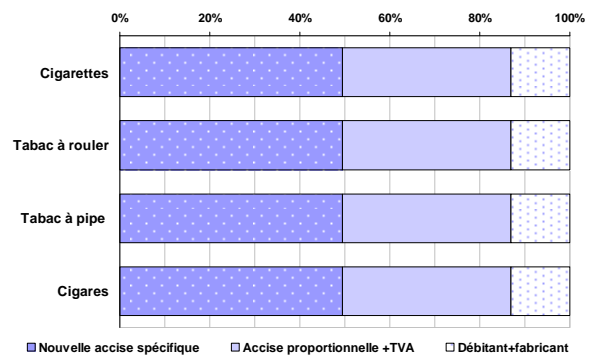 0% 20% 40% 60% 80% 100%
Cigarettes
Tabac à rouler
Tabac à pipe
Cigares
Nouvelle accise spécifique Accise proportionnelle +TVA Débitant+fabricant